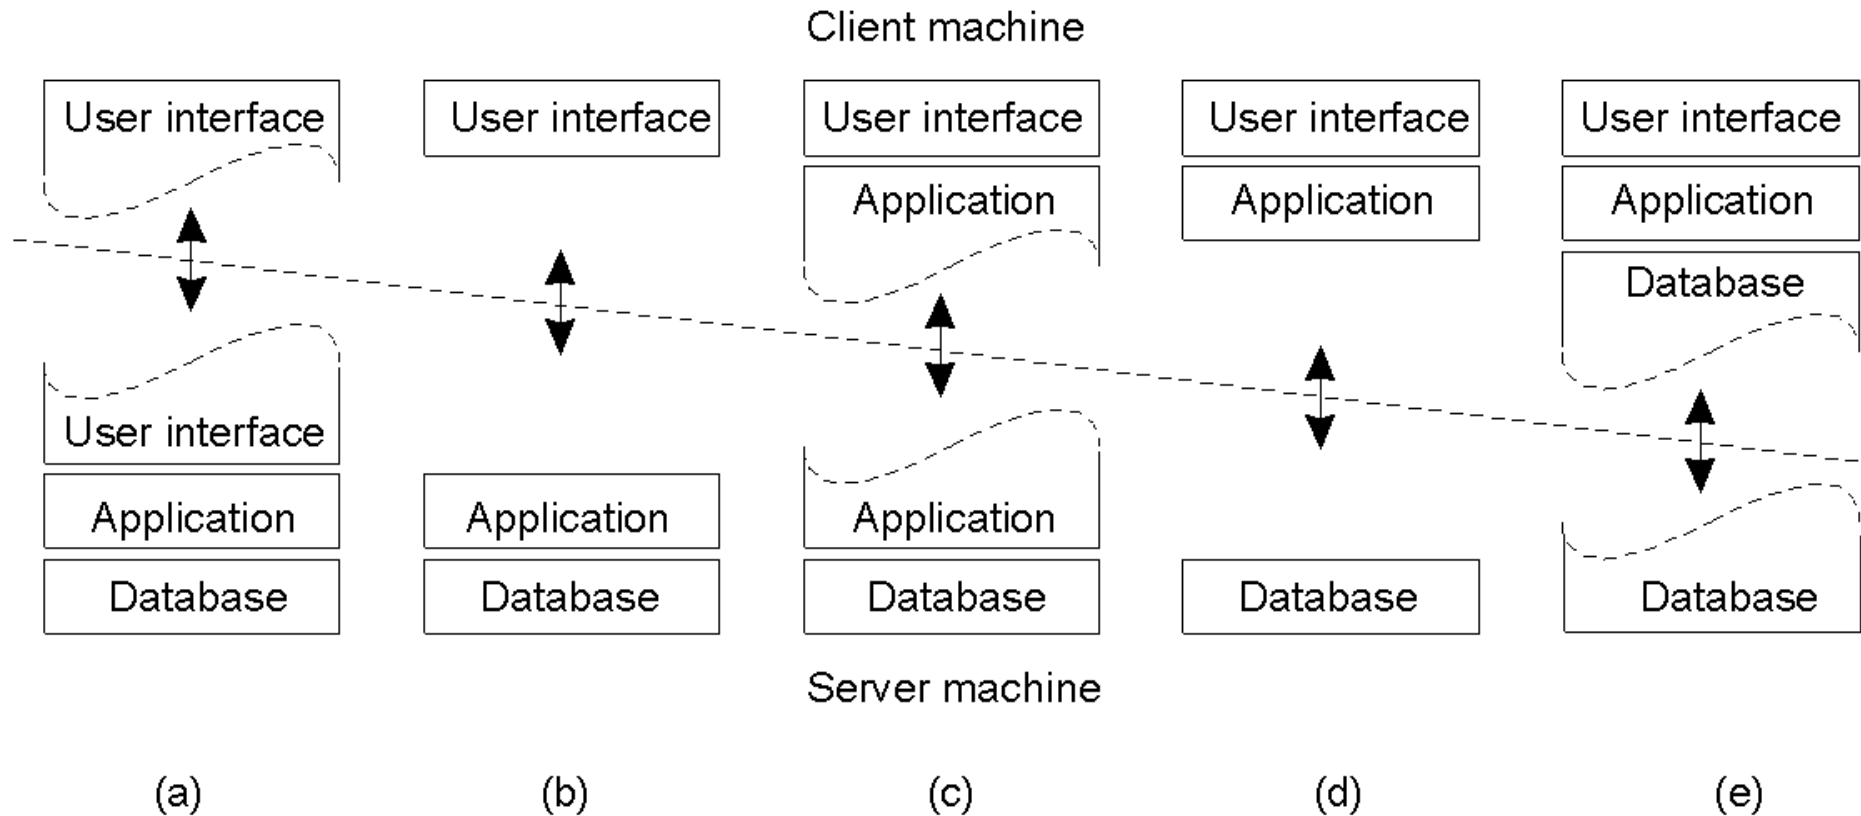 Client machine
User interface
User interface
User interface
User interface
User interface
Application
Application
Application
Database
User interface
Application
Application
Application
Database
Database
Database
Database
Database
Server machine
(a)
(b)
(c)
(d)
(e)